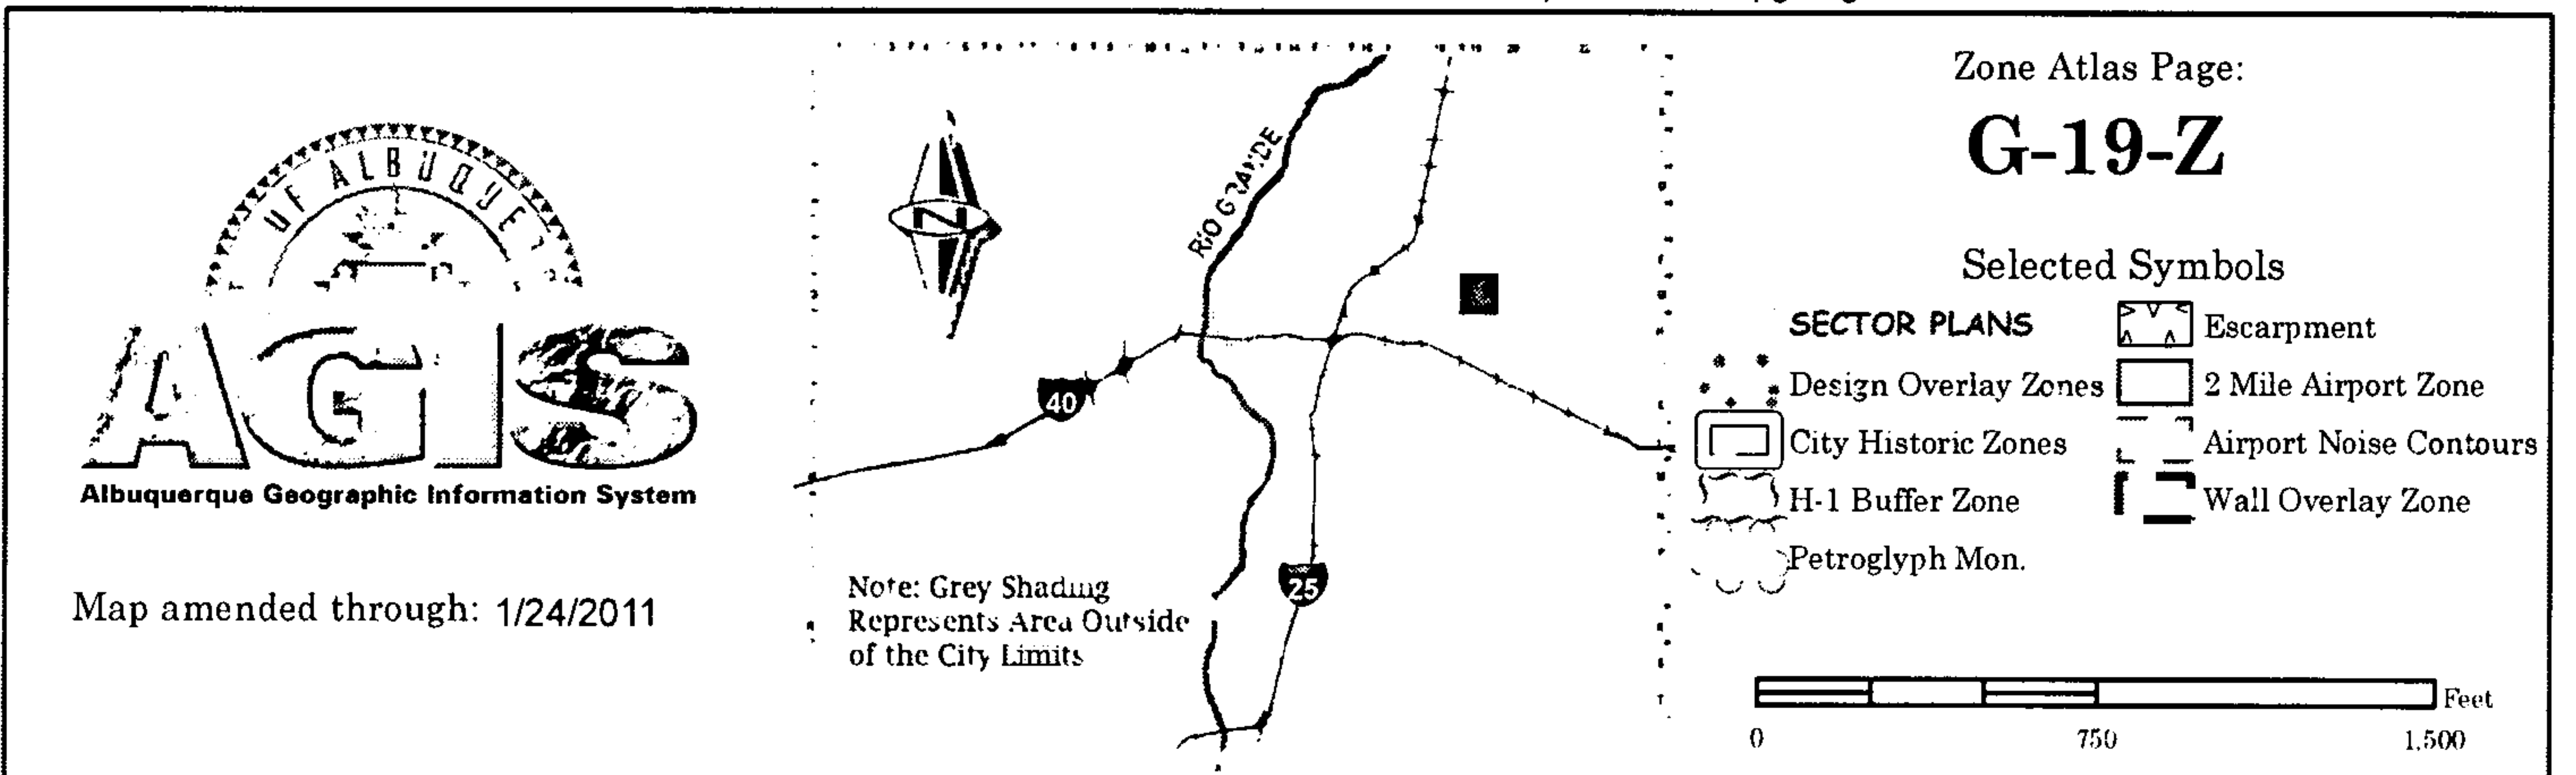 OF ALBUQUE
AGIS
Albuquerque Geographic Information System
Map amended through: 1/24/2011
N
RIO GRANDE
40
25
Note: Grey Shading
Represents Area Outside
of the City Limits
Zone Atlas Page:
G-19-Z
Selected Symbols
SECTOR PLANS
Design Overlay Zones
City Historic Zones
H-1 Buffer Zone
Petroglyph Mon.
Escarpment
2 Mile Airport Zone
Airport Noise Contours
Wall Overlay Zone
Feet
0 750 1,500